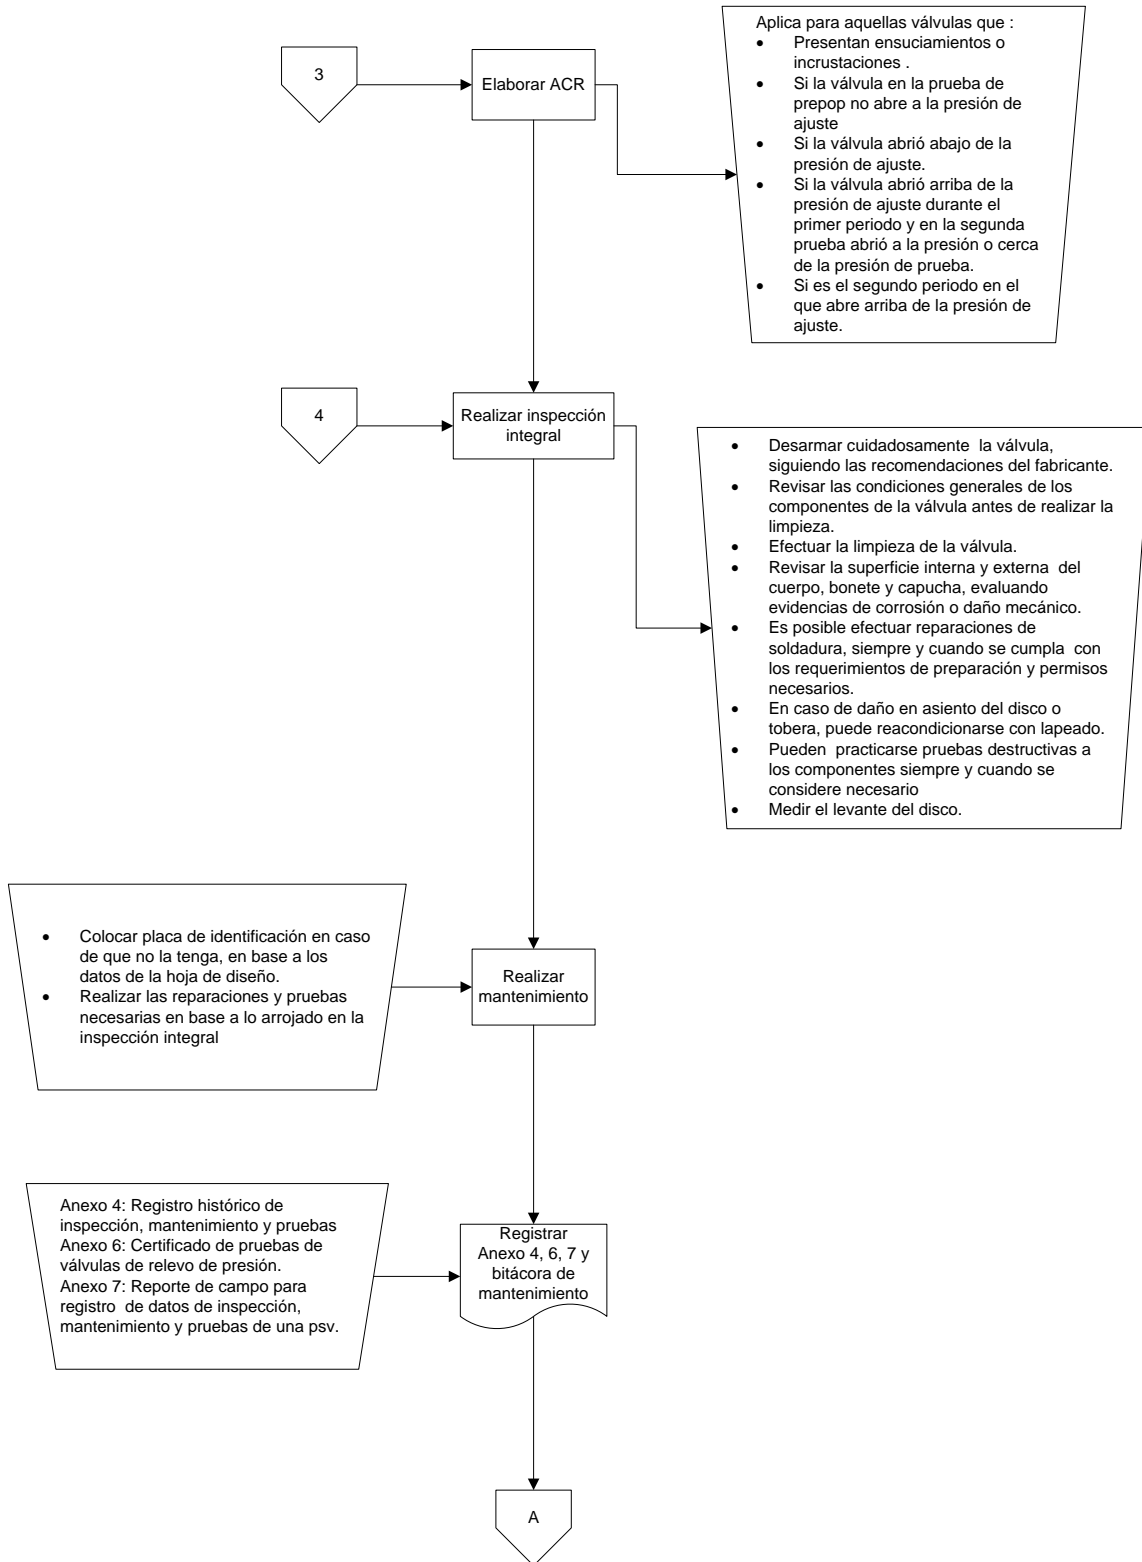 3
Elaborar ACR
Aplica para aquellas válvulas que :
• Presentan ensuciamientos o
incrustaciones .
• Si la válvula en la prueba de
prepop no abre a la presión de
ajuste
• Si la válvula abrió abajo de la
presión de ajuste.
• Si la válvula abrió arriba de la
presión de ajuste durante el
primer periodo y en la segunda
prueba abrió a la presión o cerca
de la presión de prueba.
• Si es el segundo periodo en el
que abre arriba de la presión de
ajuste.
4
Realizar inspección
integral
• Desarmar cuidadosamente la válvula,
siguiendo las recomendaciones del
fabricante.
• Revisar las condiciones generales de los
componentes de la válvula antes de realizar la
limpieza.
• Efectuar la limpieza de la válvula.
• Revisar la superficie interna y externa del
cuerpo, bonete y capucha, evaluando
evidencias de corrosión o daño mecánico.
• Es posible efectuar reparaciones de
soldadura, siempre y cuando se cumpla con
los requerimientos de preparación y permisos
necesarios.
• En caso de daño en asiento del disco o
tobera, puede reacondicionarse con lapeado.
• Pueden practicarse pruebas destructivas a
los componentes siempre y cuando se
considere necesario
• Medir el levante del disco.
• Colocar placa de identificación en caso
de que no la tenga, en base a los
datos de la hoja de diseño.
• Realizar las reparaciones y pruebas
necesarias en base a lo arrojado en la
inspección integral
Realizar
mantenimiento
Anexo 4: Registro histórico de
inspección, mantenimiento y pruebas
Anexo 6: Certificado de pruebas de
válvulas de relevo de presión.
Anexo 7: Reporte de campo para
registro de datos de inspección,
mantenimiento y pruebas de una psv.
Registrar
Anexo 4, 6, 7 y
bitácora de
mantenimiento
A